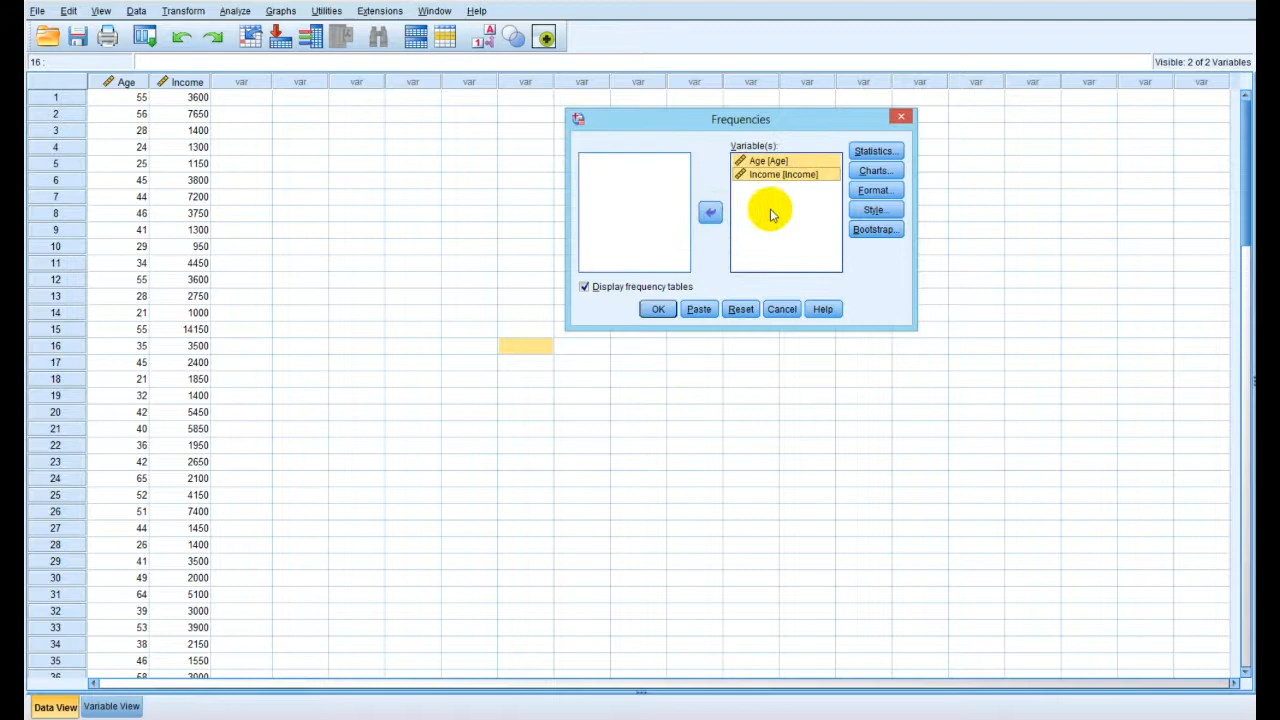 File Edit View Data Transform Analyze Graphs Utilities Extensions Window Help
16 :
Visible: 2 of 2 Variables
Age Income var var var var var var var var var var var var var var var var var var
Frequencies
Variable(s):
Age [Age]
Income [Income]
Statistics...
Charts...
Format...
Style...
Bootstrap...
Display frequency tables
OK Paste Reset Cancel Help
1 55 3600
2 56 7650
3 28 1400
4 24 1300
5 25 1150
6 45 3800
7 44 7200
8 46 3750
9 41 1300
10 29 950
11 34 4450
12 55 3600
13 28 2750
14 21 1000
15 55 14150
16 35 3500
17 45 2400
18 21 1850
19 32 1400
20 42 5450
21 40 5850
22 36 1950
23 42 2650
24 65 2100
25 52 4150
26 51 7400
27 44 1450
28 26 1400
29 41 3500
30 49 2000
31 64 5100
32 39 3000
33 53 3900
34 38 2150
35 46 1550
36 68 3000
Data View Variable View